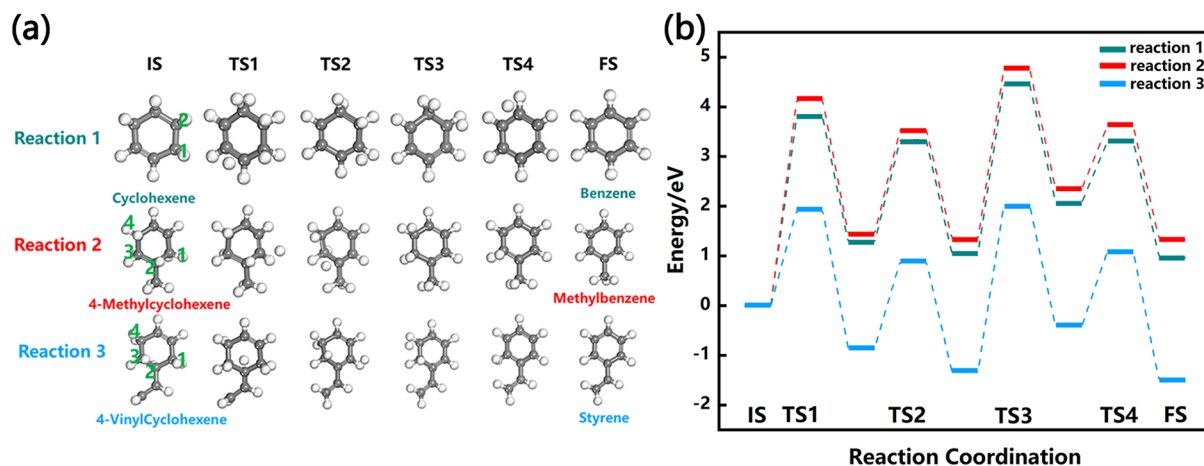 (a)
IS TS1 TS2 TS3 TS4 FS
Reaction 1
2
1
Cyclohexene
Benzene
Reaction 2
4
3
1
2
4-Methylcyclohexene
Methylbenzene
Reaction 3
4
3
1
2
4-VinylCyclohexene
Styrene
(b)
reaction 1
reaction 2
reaction 3
Energy/eV
5
4
3
2
1
0
-1
-2
IS TS1 TS2 TS3 TS4 FS
Reaction Coordination